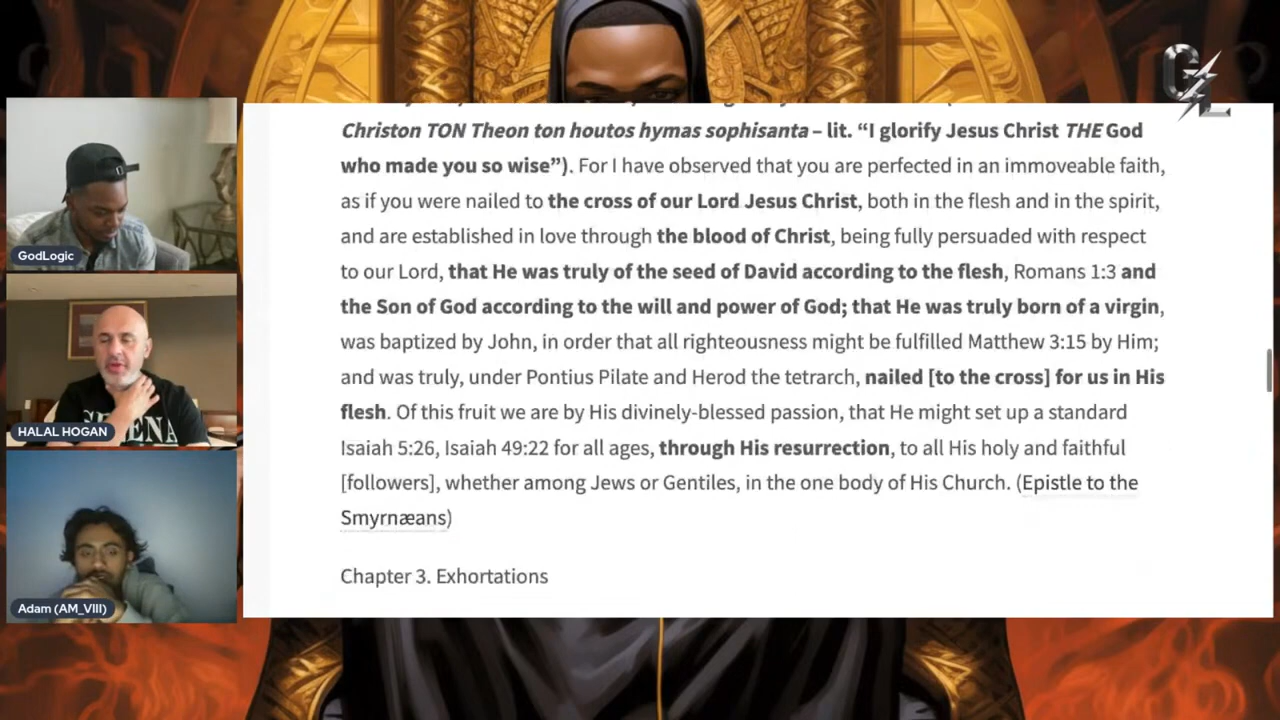 Christon TON Theon ton houtos hymas sophisanta – lit. “I glorify Jesus Christ THE God
who made you so wise”). For I have observed that you are perfected in an immoveable faith,
as if you were nailed to the cross of our Lord Jesus Christ, both in the flesh and in the spirit,
and are established in love through the blood of Christ, being fully persuaded with respect
to our Lord, that He was truly of the seed of David according to the flesh, Romans 1:3 and
the Son of God according to the will and power of God; that He was truly born of a virgin,
was baptized by John, in order that all righteousness might be fulfilled Matthew 3:15 by Him;
and was truly, under Pontius Pilate and Herod the tetrarch, nailed [to the cross] for us in His
flesh. Of this fruit we are by His divinely-blessed passion, that He might set up a standard
Isaiah 5:26, Isaiah 49:22 for all ages, through His resurrection, to all His holy and faithful
[followers], whether among Jews or Gentiles, in the one body of His Church. (Epistle to the
Smyrnæans)
Chapter 3. Exhortations
GodLogic
HALAL HOGAN
Adam (AM_VIII)
GL